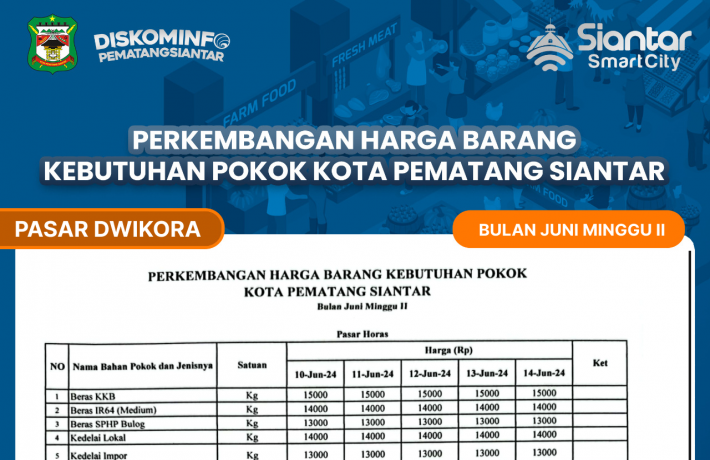 DISKOMINFO
PEMATANGSIANTAR
Siantar
SmartCity
FRESH MEAT
FARM FOOD
FARM FOOD
PERKEMBANGAN HARGA BARANG
KEBUTUHAN POKOK KOTA PEMATANG SIANTAR
PASAR DWIKORA
BULAN JUNI MINGGU II
PERKEMBANGAN HARGA BARANG KEBUTUHAN POKOK
KOTA PEMATANG SIANTAR
Bulan Juni Minggu II
Pasar Horas
NO Nama Bahan Pokok dan Jenisnya Satuan Harga (Rp) Ket
10-Jun-24 11-Jun-24 12-Jun-24 13-Jun-24 14-Jun-24
1 Beras KKB Kg 15000 15000 15000 15000 15000
2 Beras IR64 (Medium) Kg 14000 14000 14000 14000 14000
3 Beras SPHP Bulog Kg 13000 13000 13000 13000 13000
4 Kedelai Lokal Kg 14000 14000 14000 14000 14000
5 Kedelai Impor Kg 13000 13000 13000 13000 13000